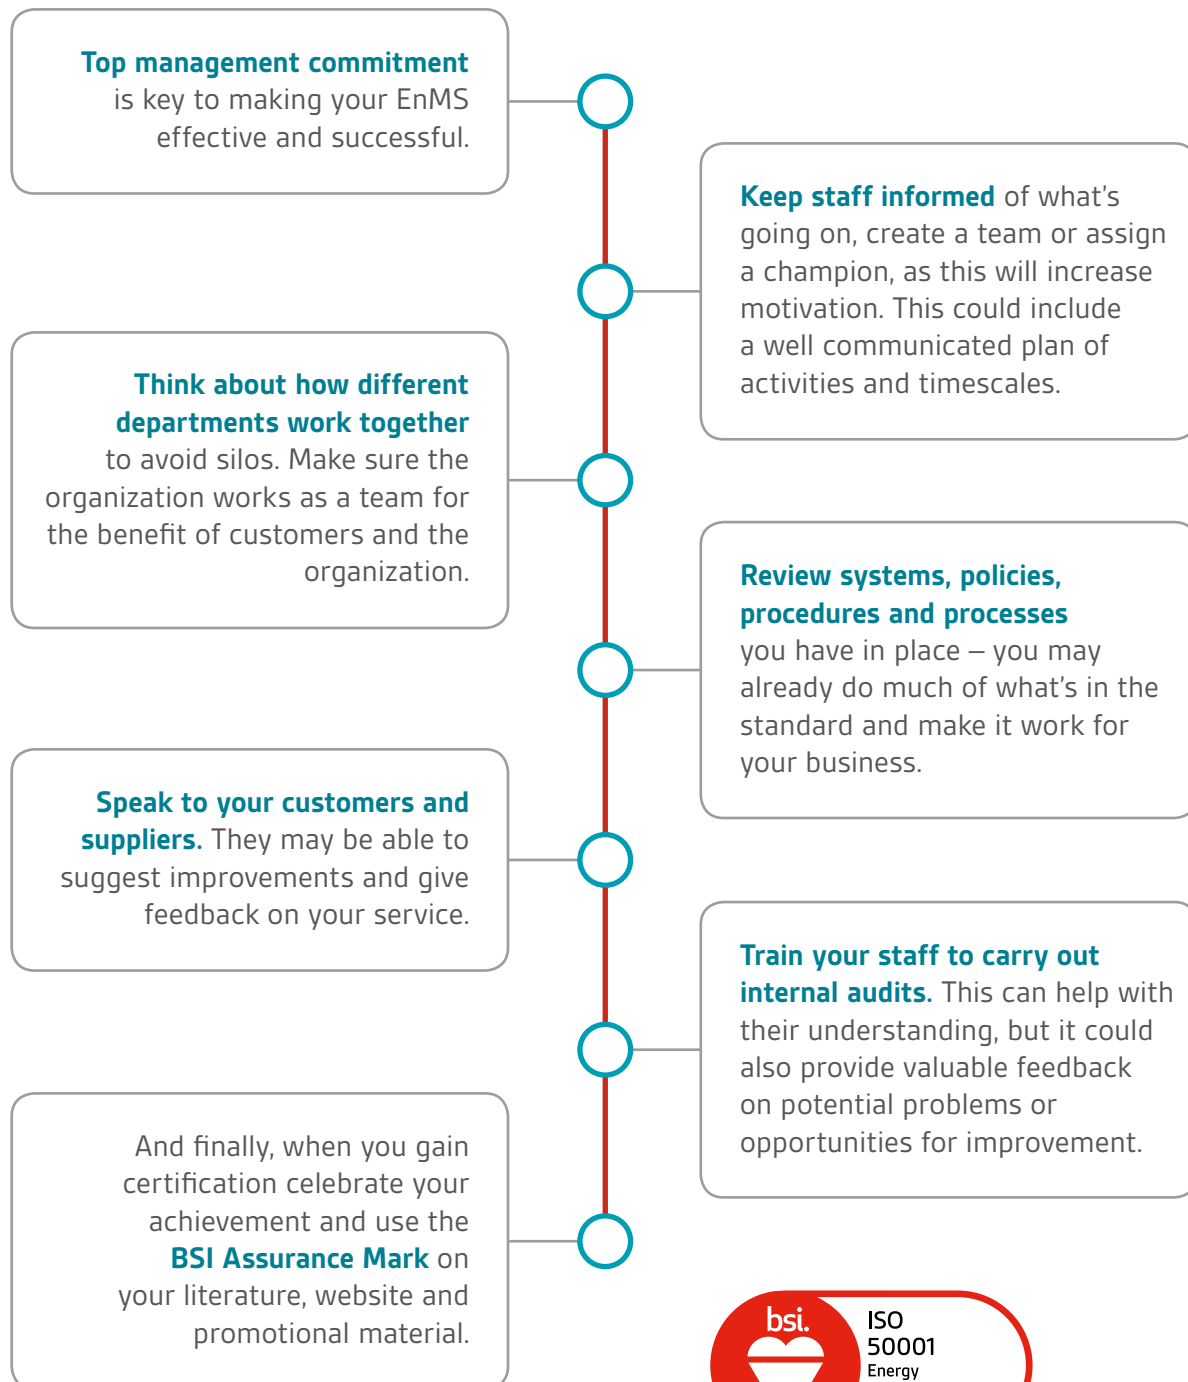 Top management commitment
is key to making your EnMS
effective and successful.
Keep staff informed of what's
going on, create a team or assign
a champion, as this will increase
motivation. This could include
a well communicated plan of
activities and timescales.
Think about how different
departments work together
to avoid silos. Make sure the
organization works as a team for
the benefit of customers and the
organization.
Review systems, policies,
procedures and processes
you have in place – you may
already do much of what's in the
standard and make it work for
your business.
Speak to your customers and
suppliers. They may be able to
suggest improvements and give
feedback on your service.
Train your staff to carry out
internal audits. This can help with
their understanding, but it could
also provide valuable feedback
on potential problems or
opportunities for improvement.
And finally, when you gain
certification celebrate your
achievement and use the
BSI Assurance Mark on
your literature, website and
promotional material.
bsi.
ISO
50001
Energy